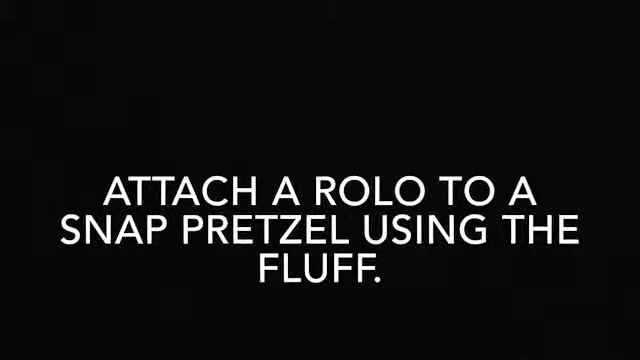 ATTACH A ROLO TO A
SNAP PRETZEL USING THE
FLUFF.